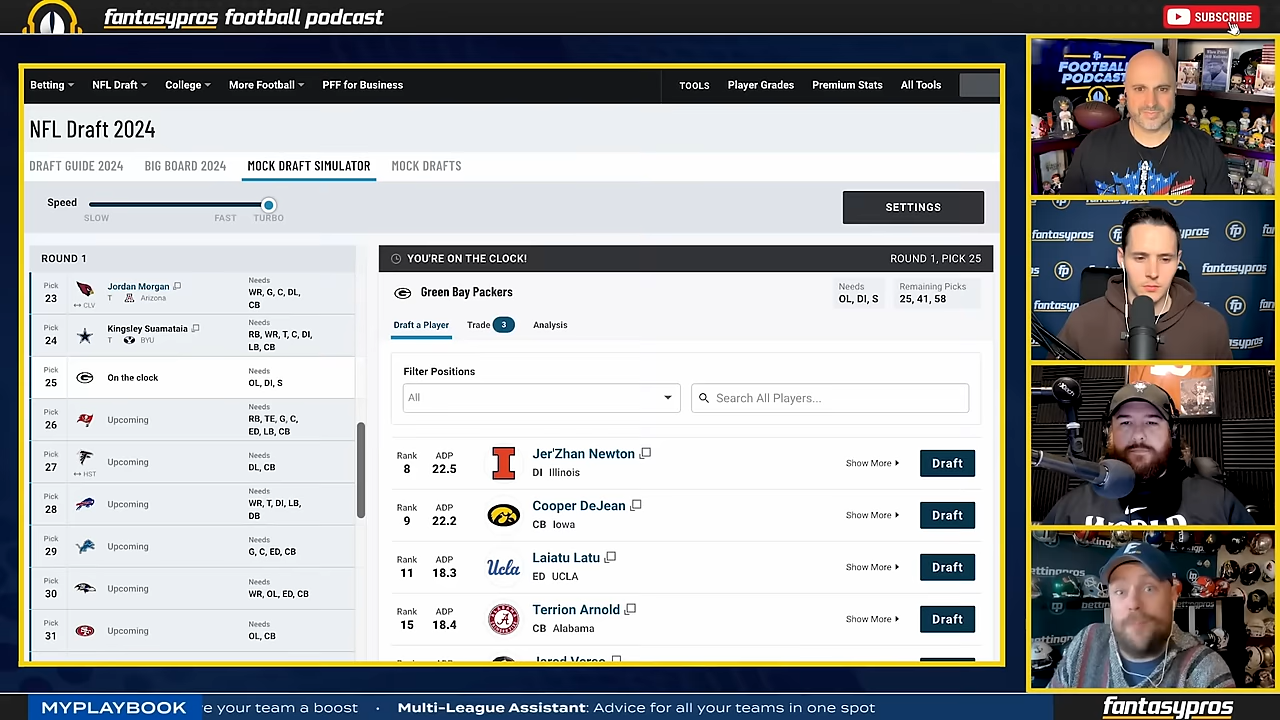 fantasypros football podcast
SUBSCRIBE
Betting
NFL Draft
College
More Football
PFF for Business
TOOLS
Player Grades
Premium Stats
All Tools
NFL Draft 2024
DRAFT GUIDE 2024
BIG BOARD 2024
MOCK DRAFT SIMULATOR
MOCK DRAFTS
Speed
SLOW
FAST
TURBO
SETTINGS
ROUND 1
Pick 23
CLV
Jordan Morgan
T Arizona
Needs
WR, G, C, DL,
CB
Pick 24
Kingsley Suamataia
T BYU
Needs
RB, WR, T, C, DI,
LB, CB
Pick 25
On the clock
Needs
OL, DI, S
Pick 26
Upcoming
Needs
RB, TE, G, C,
ED, LB, CB
Pick 27
HST
Upcoming
Needs
DL, CB
Pick 28
Upcoming
Needs
WR, T, DI, LB,
DB
Pick 29
Upcoming
Needs
G, C, ED, CB
Pick 30
Upcoming
Needs
WR, OL, ED, CB
Pick 31
Upcoming
Needs
OL, CB
YOU'RE ON THE CLOCK!
ROUND 1, PICK 25
Green Bay Packers
Needs
OL, DI, S
Remaining Picks
25, 41, 58
Draft a Player
Trade 3
Analysis
Filter Positions
All
Search All Players...
Rank 8
ADP 22.5
Jer'Zhan Newton
DI Illinois
Show More
Draft
Rank 9
ADP 22.2
Cooper DeJean
CB Iowa
Show More
Draft
Rank 11
ADP 18.3
Ucla
Laiatu Latu
ED UCLA
Show More
Draft
Rank 15
ADP 18.4
Terrion Arnold
CB Alabama
Show More
Draft
Jared Verse
FOOTBALL
PODCAST
fantasypros
fp
fantasypros
WORLD
bettingpros
MYPLAYBOOK
e your team a boost • Multi-League Assistant: Advice for all your teams in one spot
fantasypros